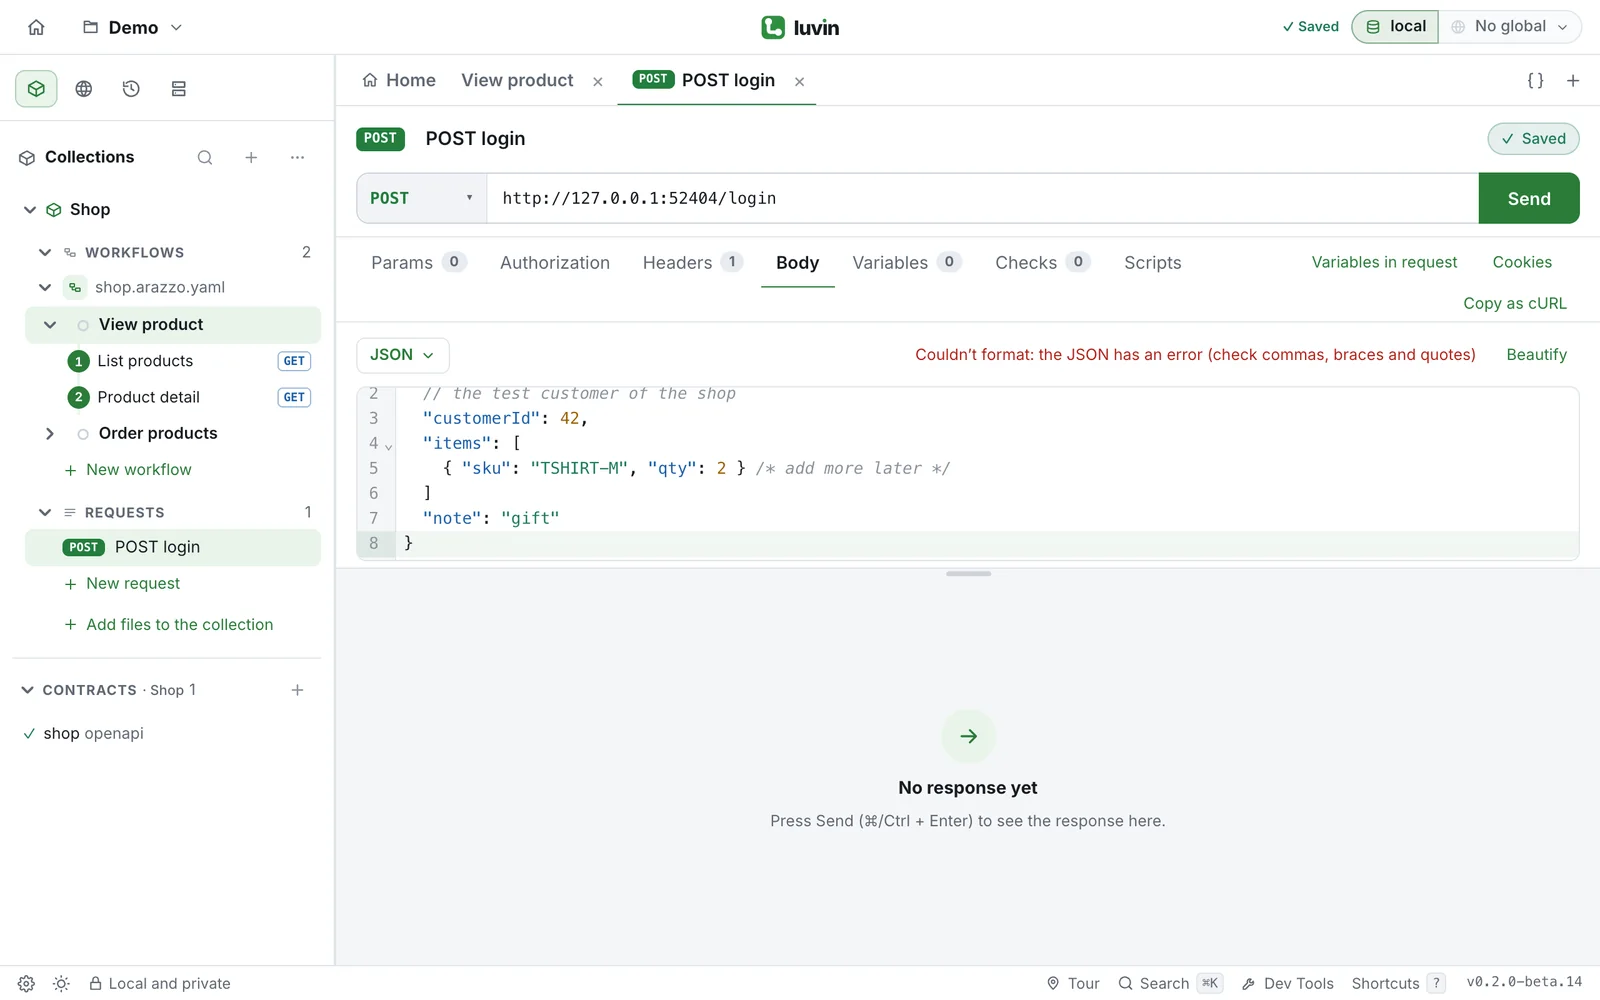 Demo
luvin
Saved
local
No global
Home
View product
POST POST login
Collections
POST POST login
Saved
Shop
POST
http://127.0.0.1:52404/login
Send
WORKFLOWS 2
shop.arazzo.yaml
View product
1 List products GET
2 Product detail GET
Order products
+ New workflow
REQUESTS 1
POST POST login
+ New request
+ Add files to the collection
CONTRACTS · Shop 1
shop openapi
Params 0
Authorization
Headers 1
Body
Variables 0
Checks 0
Scripts
Variables in request
Cookies
Copy as cURL
JSON
Couldn’t format: the JSON has an error (check commas, braces and quotes)
Beautify
2 // the test customer of the shop
3 "customerId": 42,
4 "items": [
5 { "sku": "TSHIRT-M", "qty": 2 } /* add more later */
6 ]
7 "note": "gift"
8 }
No response yet
Press Send (⌘/Ctrl + Enter) to see the response here.
Local and private
Tour
Search ⌘K
Dev Tools
Shortcuts ?
v0.2.0-beta.14